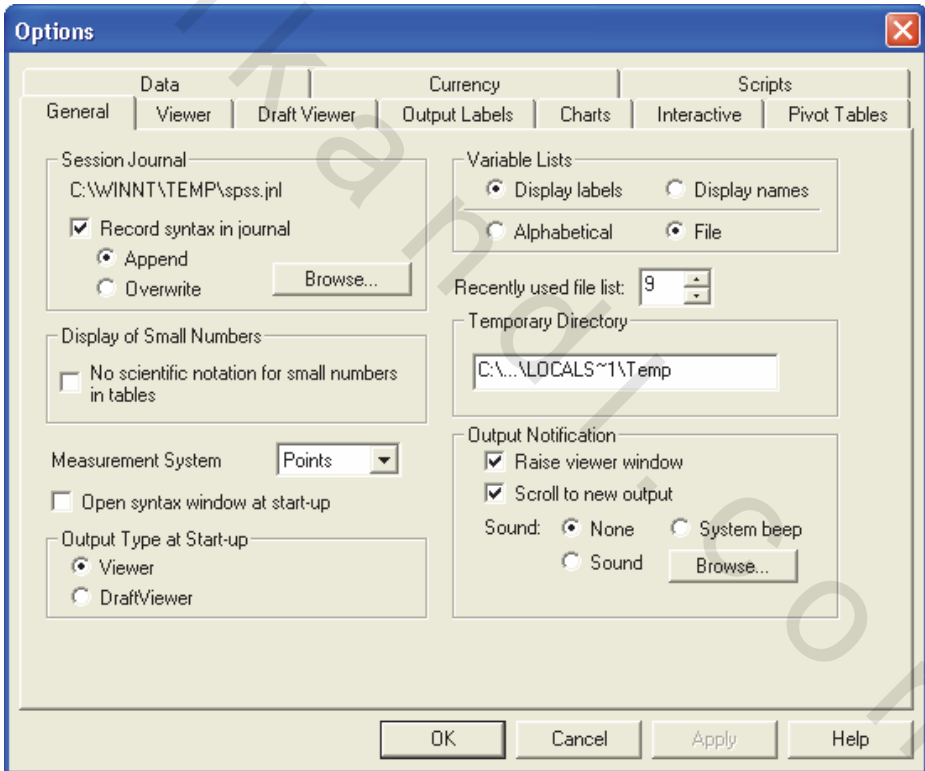 Options
Data Currency Scripts
General Viewer Draft Viewer Output Labels Charts Interactive Pivot Tables
Session Journal
C:\WINNT\TEMP\spss.jnl
Record syntax in journal
Append
Overwrite
Browse...
Display of Small Numbers
No scientific notation for small numbers
in tables
Measurement System Points
Open syntax window at start-up
Output Type at Start-up
Viewer
DraftViewer
Variable Lists
Display labels Display names
Alphabetical File
Recently used file list: 9
Temporary Directory
C:\...\LOCALS~1\Temp
Output Notification
Raise viewer window
Scroll to new output
Sound: None System beep
Sound Browse...
OK Cancel Apply Help